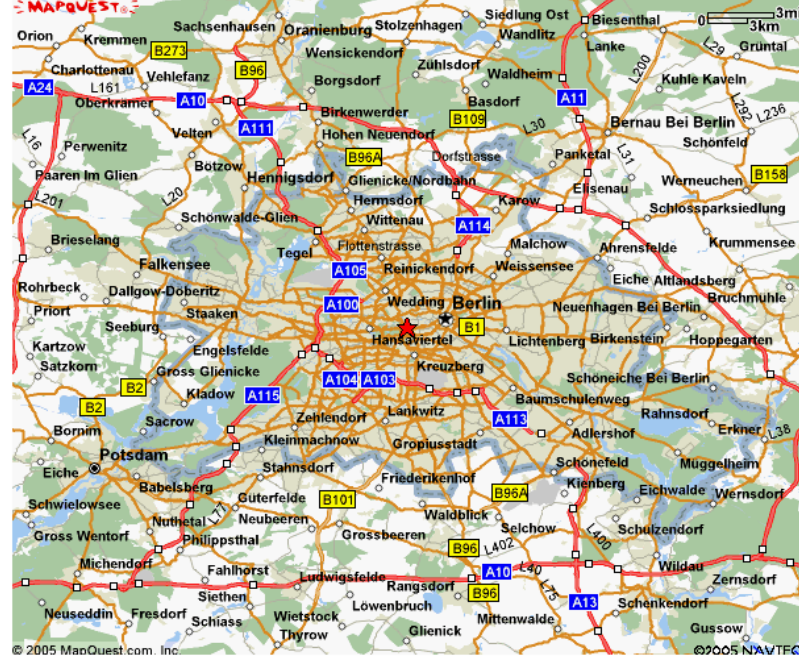 MAPQUEST
3mi
0
3km
Sachsenhausen
Stolzenhagen
Siedlung Ost
Biesenthal
Orion
Kremmen
Oranienburg
Wandlitz
B273
Wensickendorf
Lanke
L29
Grüntal
Charlottenau
B96
Zühlsdorf
Waldheim
L200
Vehlefanz
Borgsdorf
Kuhle Kaveln
A24
L161
A10
Basdorf
A11
Oberkrämer
Birkenwerder
B109
L292
L236
A111
Velten
Hohen Neuendorf
L30
Bernau Bei Berlin
L16
Perwenitz
B96A
Dorfstrasse
Panketal
L31
Schönfeld
Bötzow
Paaren Im Glien
Hennigsdorf
Glienicke/Nordbahn
Elisenau
Werneuchen
B158
L20
L201
Hermsdorf
Karow
Schlossparksiedlung
Schönwalde-Glien
Wittenau
A114
Brieselang
Tegel
Flottenstrasse
Malchow
Ahrensfelde
Krummensee
Falkensee
A105
Reinickendorf
Weissensee
Eiche
Altlandsberg
Rohrbeck
Dallgow-Döberitz
Wedding
Berlin
Bruchmuhle
Priort
Staaken
A100
Neuenhagen Bei Berlin
Seeburg
B1
Kartzow
Engelsfelde
Hansaviertel
Lichtenberg
Birkenstein
Hoppegarten
Satzkorn
Gross Glienicke
Kreuzberg
B2
A104
A103
Schöneiche Bei Berlin
Kladow
A115
Baumschulenweg
B2
Sacrow
Zehlendorf
Lankwitz
A113
Rahnsdorf
Bornim
Kleinmachnow
Gropiusstadt
Adlershof
Erkner
L38
Potsdam
Müggelheim
Eiche
Stahnsdorf
Schönefeld
Babelsberg
Friederikenhof
Kienberg
Schwielowsee
Güterfelde
B101
B96A
Eichwalde
Wernsdorf
L77
Nuthetal
Neubeeren
Waldblick
Selchow
Gross Wentorf
Philippsthal
Grossbeeren
L400
Schulzendorf
Michendorf
B96
L402
Fahlhorst
Ludwigsfelde
A10
L40
Wildau
Siethen
Rangsdorf
B96
L75
Zernsdorf
Neuseddin
Fresdorf
Wietstock
Löwenbruch
A13
Schenkendorf
Schiass
Mittenwalde
Thyrow
Glienick
Gussow
© 2005 MapQuest.com, Inc.
©2005 NAVTEQ